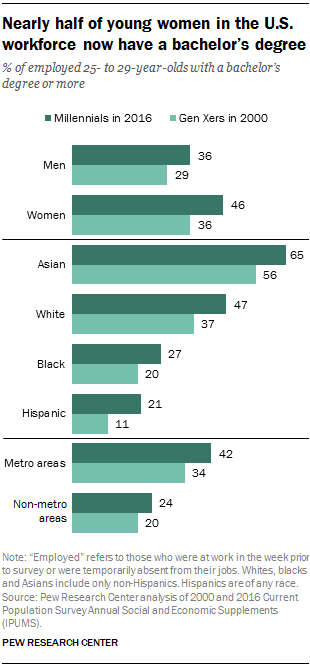 Nearly half of young women in the U.S.
workforce now have a bachelor's degree
% of employed 25- to 29-year-olds with a bachelor's
degree or more
Millennials in 2016 Gen Xers in 2000
Men 36
29
Women 46
36
Asian 65
56
White 47
37
Black 27
20
Hispanic 21
11
Metro areas 42
34
Non-metro
areas 24
20
Note: "Employed" refers to those who were at work in the week prior
to survey or were temporarily absent from their jobs. Whites, blacks
and Asians include only non-Hispanics. Hispanics are of any race.
Source: Pew Research Center analysis of 2000 and 2016 Current
Population Survey Annual Social and Economic Supplements
(IPUMS).
PEW RESEARCH CENTER